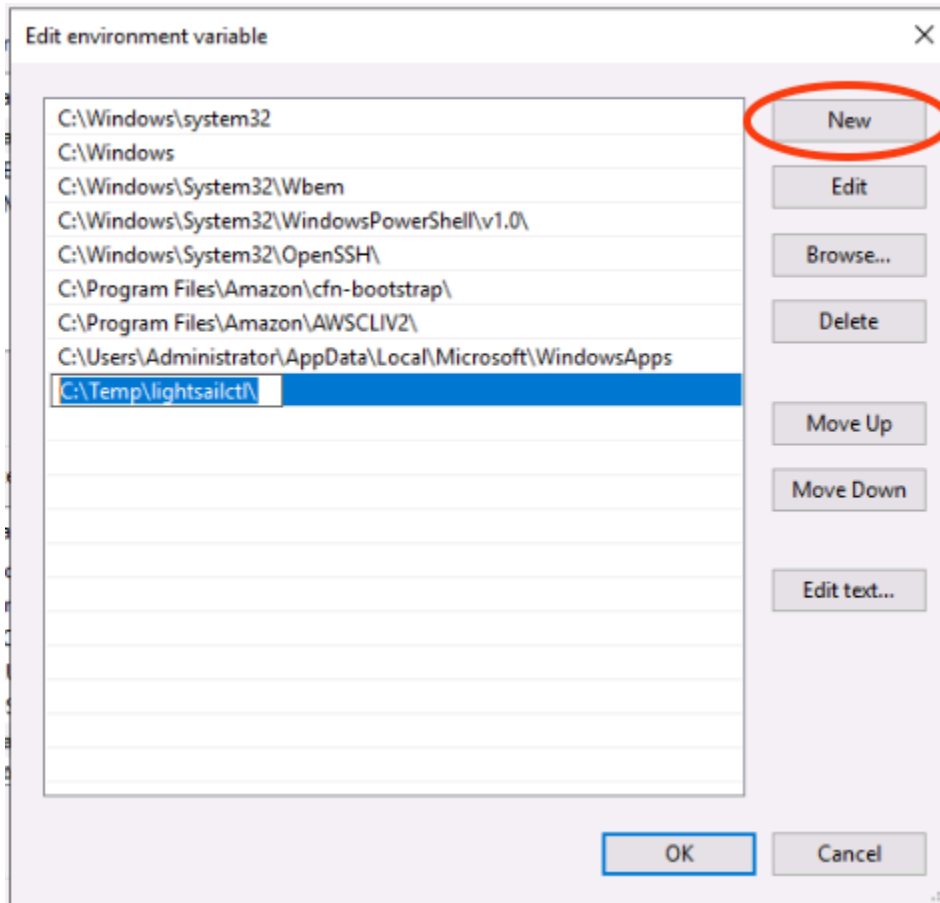 Edit environment variable
C:\Windows\system32
C:\Windows
C:\Windows\System32\Wbem
C:\Windows\System32\WindowsPowerShell\v1.0\
C:\Windows\System32\OpenSSH\
C:\Program Files\Amazon\cfn-bootstrap\
C:\Program Files\Amazon\AWSCLIV2\
C:\Users\Administrator\AppData\Local\Microsoft\WindowsApps
C:\Temp\lightsailctl\
New
Edit
Browse...
Delete
Move Up
Move Down
Edit text...
OK
Cancel